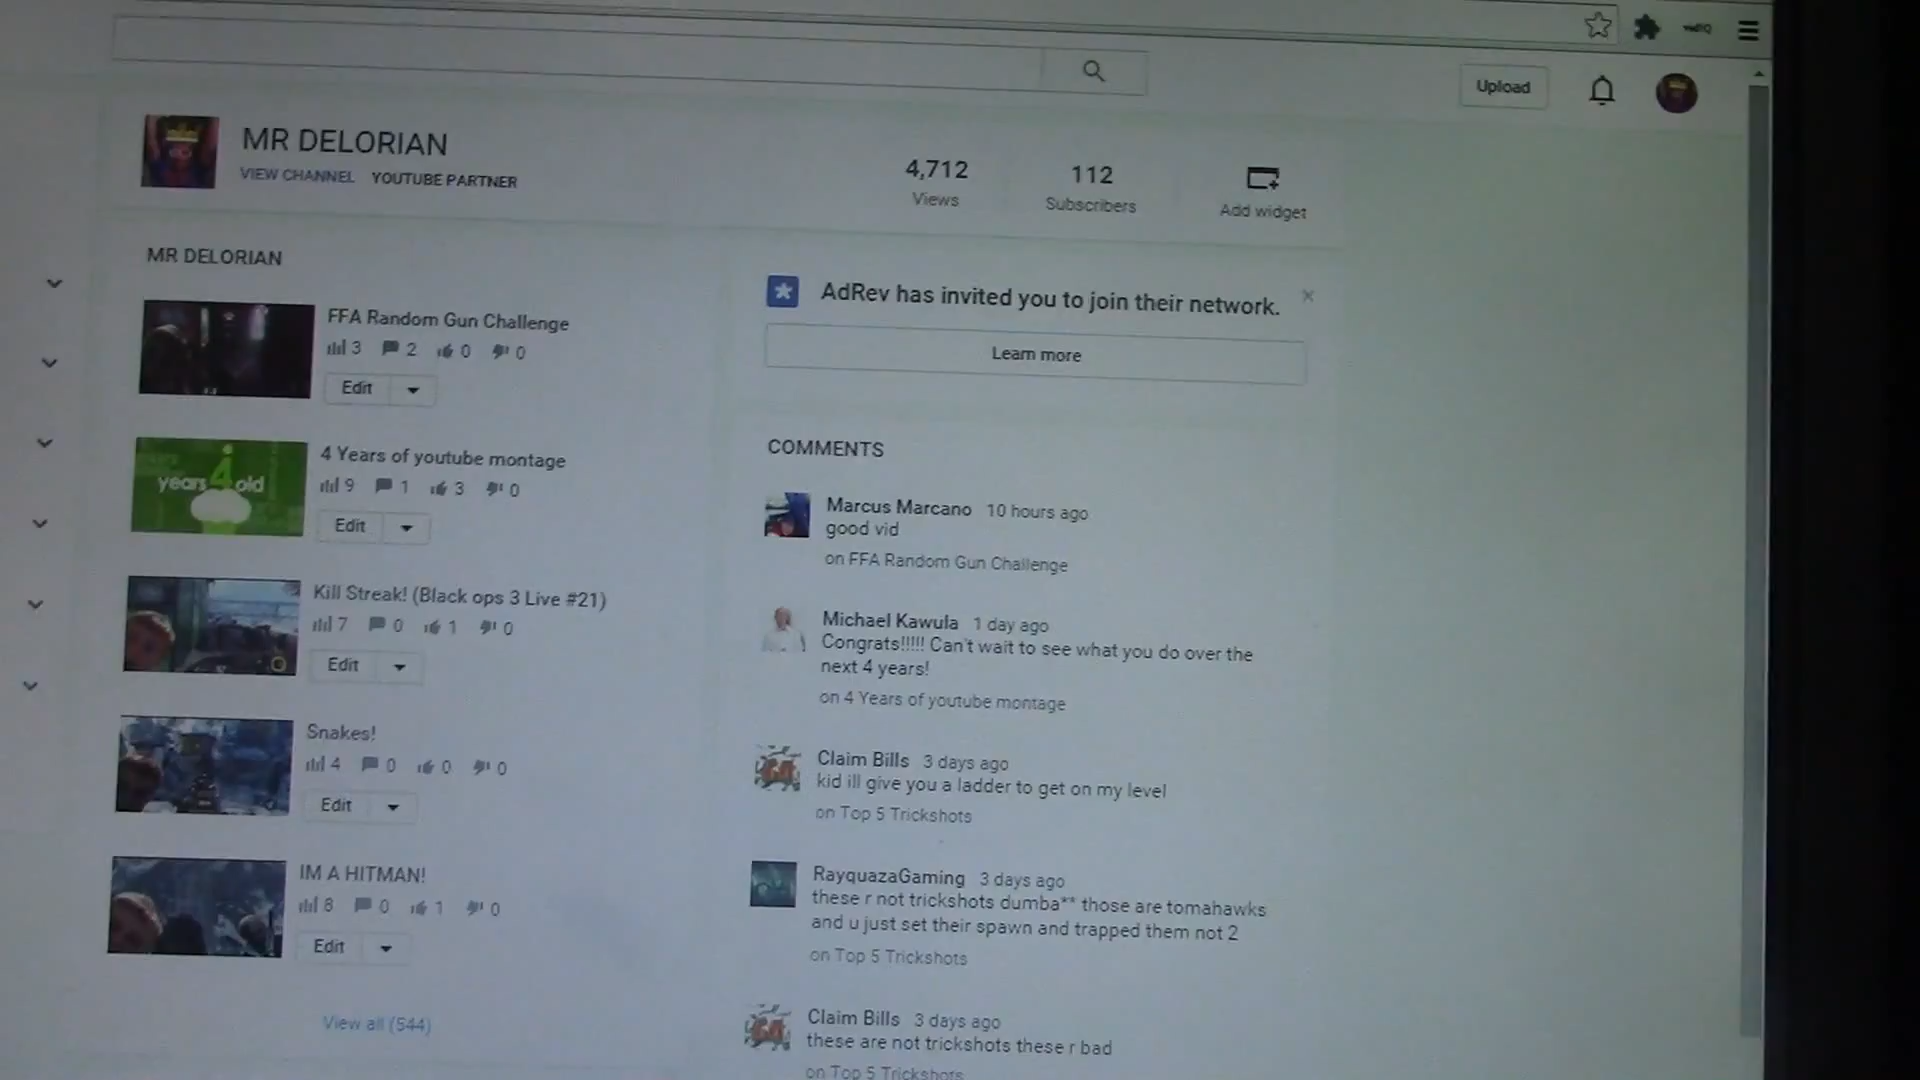 Upload
MR DELORIAN
VIEW CHANNEL YOUTUBE PARTNER
4,712
Views
112
Subscribers
Add widget
MR DELORIAN
FFA Random Gun Challenge
3 2 0 0
Edit
years 4 old
4 Years of youtube montage
9 1 3 0
Edit
Kill Streak! (Black ops 3 Live #21)
7 0 1 0
Edit
Snakes!
4 0 0 0
Edit
IM A HITMAN!
8 0 1 0
Edit
View all (544)
AdRev has invited you to join their network.
Learn more
COMMENTS
Marcus Marcano 10 hours ago
good vid
on FFA Random Gun Challenge
Michael Kawula 1 day ago
Congrats!!!!! Can't wait to see what you do over the
next 4 years!
on 4 Years of youtube montage
Claim Bills 3 days ago
kid ill give you a ladder to get on my level
on Top 5 Trickshots
RayquazaGaming 3 days ago
these r not trickshots dumba** those are tomahawks
and u just set their spawn and trapped them not 2
on Top 5 Trickshots
Claim Bills 3 days ago
these are not trickshots these r bad
on Top 5 Trickshots